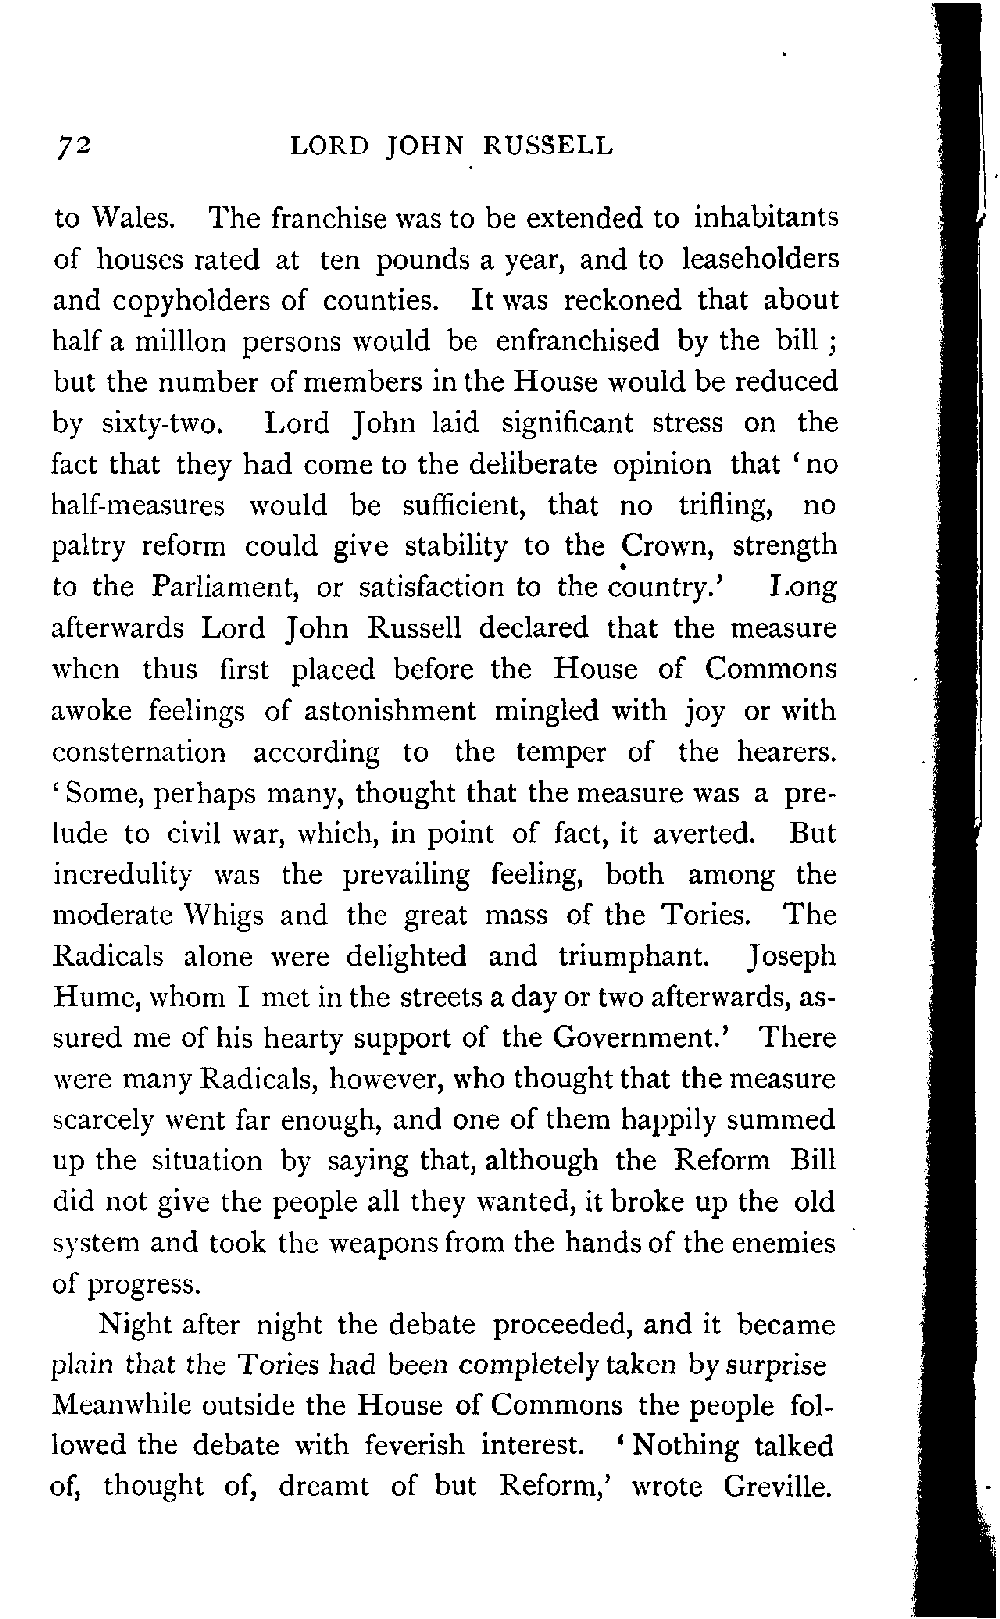 72 LORD JOHN RUSSELL
to Wales. The franchise was to be extended to inhabitants
of houses rated at ten pounds a year, and to leaseholders
and copyholders of counties. It was reckoned that about
half a milllon persons would be enfranchised by the bill ;
but the number of members in the House would be reduced
by sixty-two. Lord John laid significant stress on the
fact that they had come to the deliberate opinion that ‘ no
half-measures would be sufficient, that no trifling, no
paltry reform could give stability to the Crown, strength
to the Parliament, or satisfaction to the country.’ Long
afterwards Lord John Russell declared that the measure
when thus first placed before the House of Commons
awoke feelings of astonishment mingled with joy or with
consternation according to the temper of the hearers.
‘ Some, perhaps many, thought that the measure was a pre-
lude to civil war, which, in point of fact, it averted. But
incredulity was the prevailing feeling, both among the
moderate Whigs and the great mass of the Tories. The
Radicals alone were delighted and triumphant. Joseph
Hume, whom I met in the streets a day or two afterwards, as-
sured me of his hearty support of the Government.’ There
were many Radicals, however, who thought that the measure
scarcely went far enough, and one of them happily summed
up the situation by saying that, although the Reform Bill
did not give the people all they wanted, it broke up the old
system and took the weapons from the hands of the enemies
of progress.
Night after night the debate proceeded, and it became
plain that the Tories had been completely taken by surprise
Meanwhile outside the House of Commons the people fol-
lowed the debate with feverish interest. ‘ Nothing talked
of, thought of, dreamt of but Reform,’ wrote Greville.